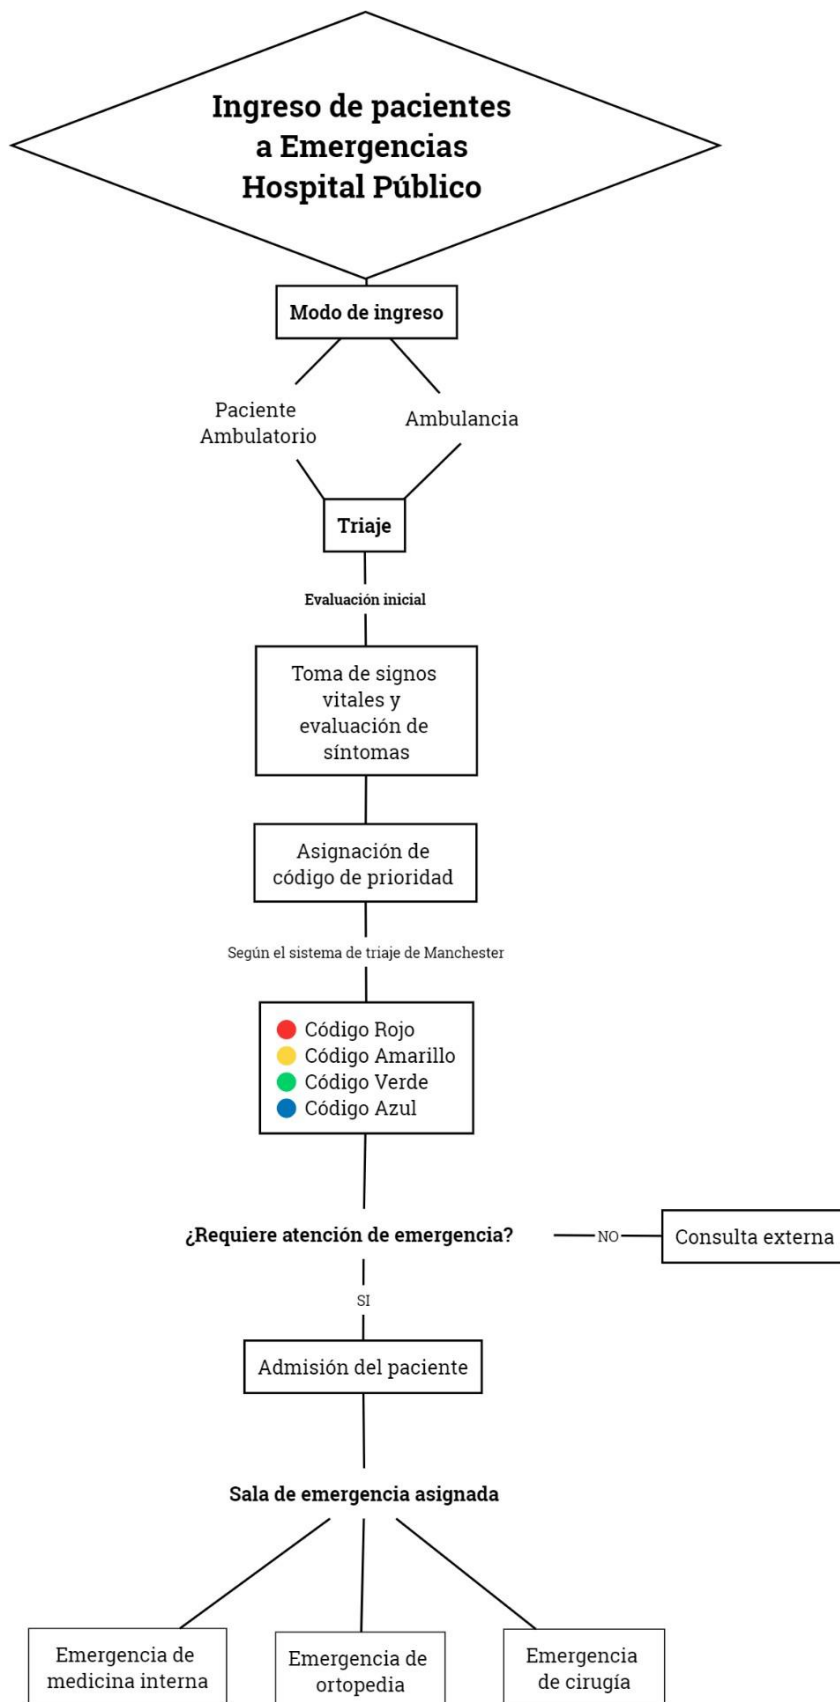 Ingreso de pacientes
a Emergencias
Hospital Público
Modo de ingreso
Paciente
Ambulatorio
Ambulancia
Triaje
Evaluación inicial
Toma de signos
vitales y
evaluación de
síntomas
Asignación de
código de prioridad
Según el sistema de triaje de Manchester
Código Rojo
Código Amarillo
Código Verde
Código Azul
¿Requiere atención de emergencia?
NO
Consulta externa
SI
Admisión del paciente
Sala de emergencia asignada
Emergencia de
medicina interna
Emergencia de
ortopedia
Emergencia
de cirugía